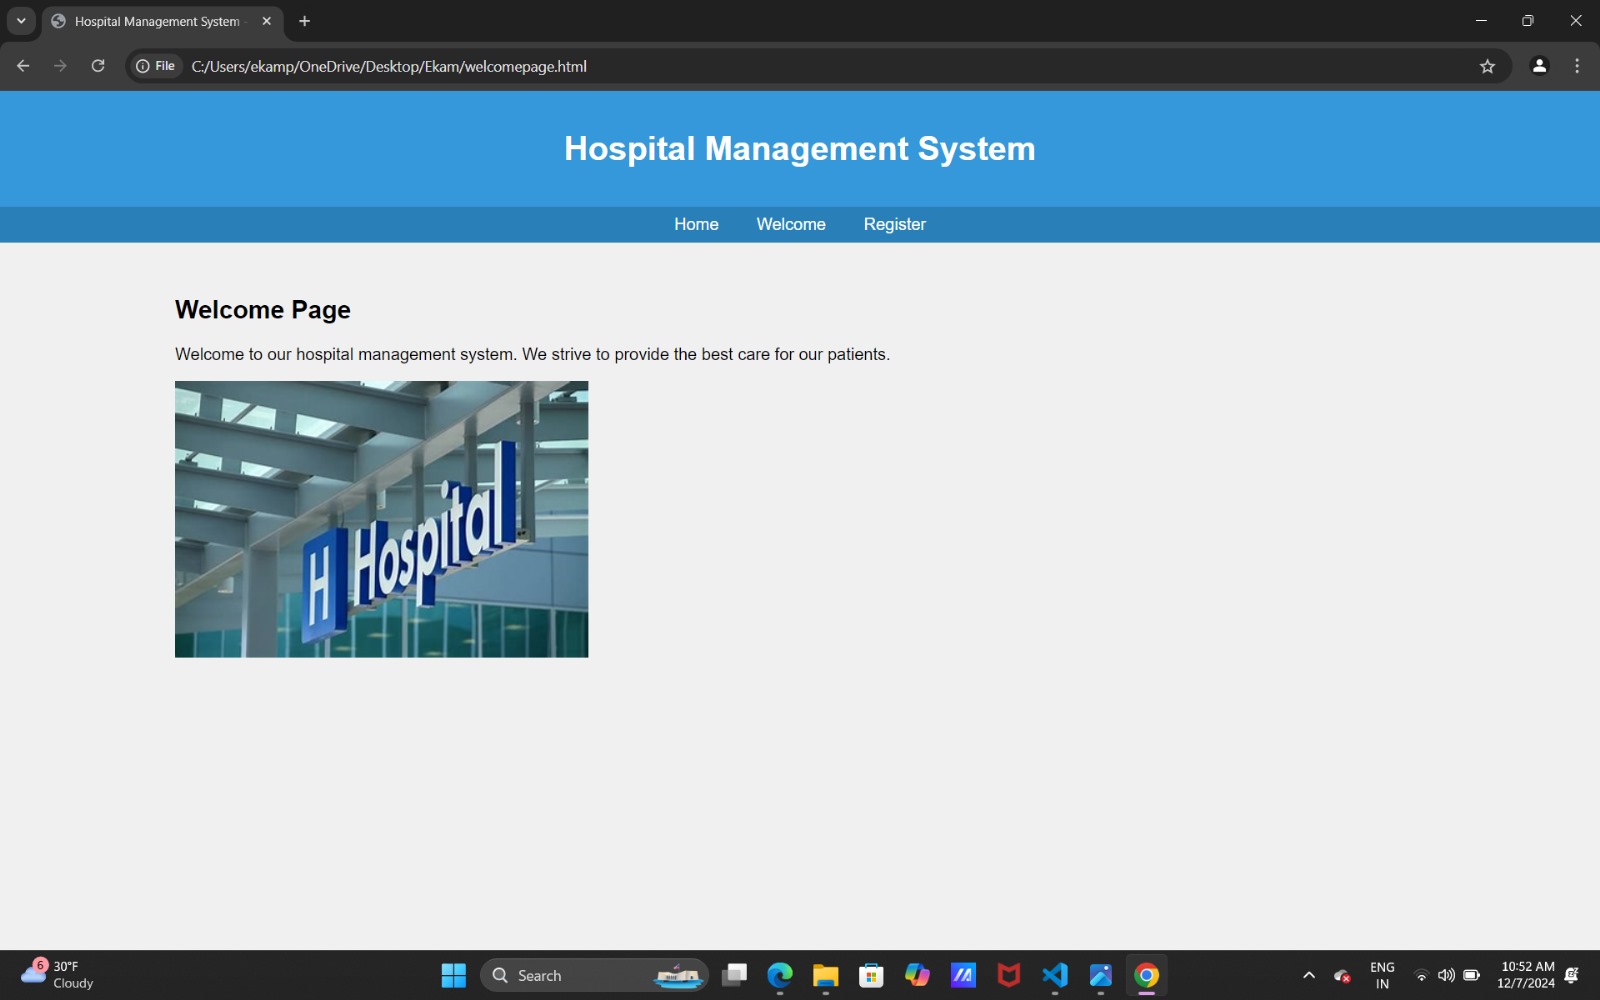 Hospital Management System -
File
C:/Users/ekamp/OneDrive/Desktop/Ekam/welcomepage.html
Hospital Management System
Home Welcome Register
Welcome Page
Welcome to our hospital management system. We strive to provide the best care for our patients.
H Hospital
6
30°F
Cloudy
Search
ENG
IN
10:52 AM
12/7/2024